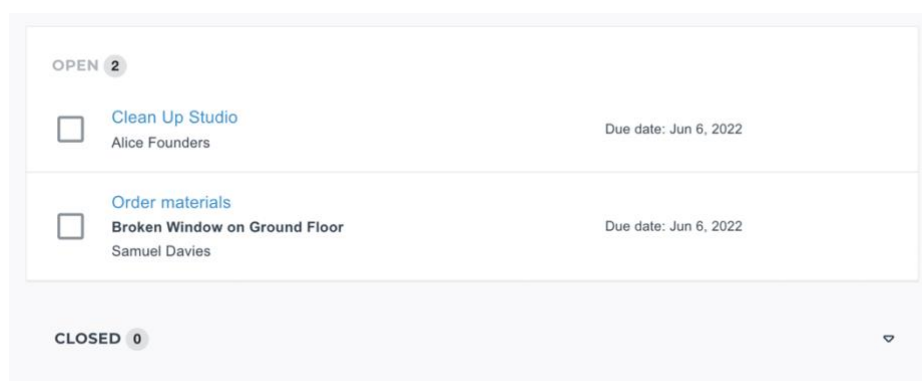 OPEN 2
Clean Up Studio
Alice Founders
Due date: Jun 6, 2022
Order materials
Broken Window on Ground Floor
Samuel Davies
Due date: Jun 6, 2022
CLOSED 0